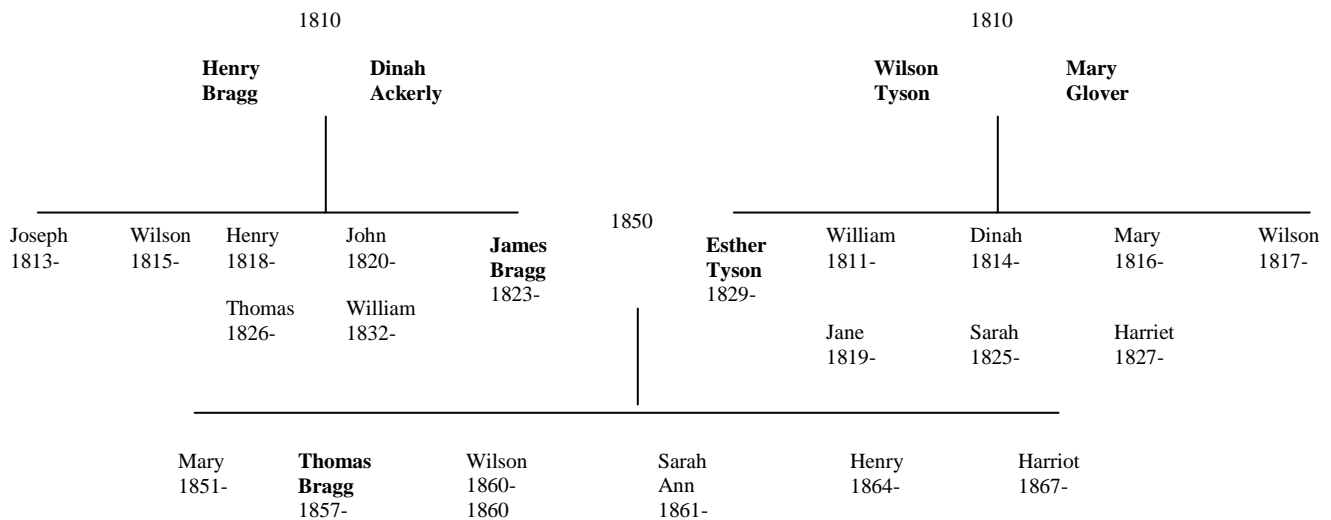 1810 1810
Henry Dinah Wilson Mary
Bragg Ackerly Tyson Glover
1850
Joseph Wilson Henry John James Esther William Dinah Mary Wilson
1813- 1815- 1818- 1820- Bragg Tyson 1811- 1814- 1816- 1817-
1823- 1829-
Thomas William
1826- 1832-
Jane Sarah Harriet
1819- 1825- 1827-
Mary Thomas Wilson Sarah Henry Harriot
1851- Bragg 1860- Ann 1864- 1867-
1857- 1860 1861-